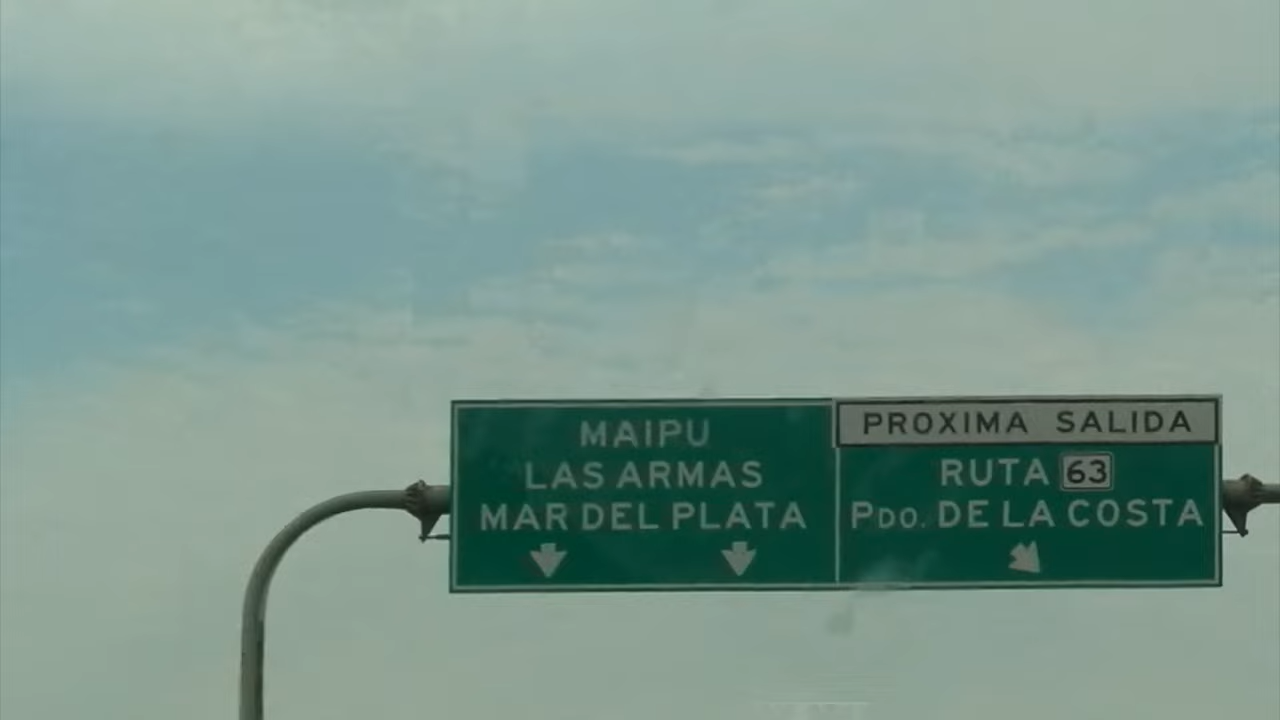 MAIPU
LAS ARMAS
MAR DEL PLATA
PROXIMA SALIDA
RUTA 63
PDO. DE LA COSTA